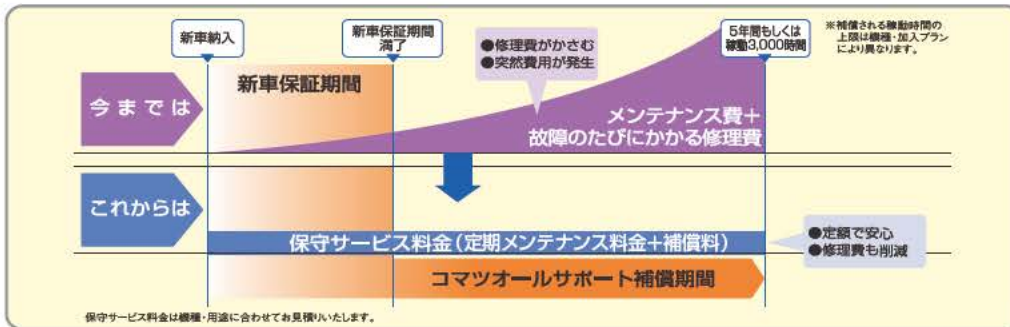 新車納入
新車保証期間
満了
5年間もしくは
稼動3,000時間
※補償される稼動時間の
上限は機種・加入プラン
により異なります。
●修理費がかさむ
●突然費用が発生
新車保証期間
今までは
メンテナンス費+
故障のたびにかかる修理費
これからは
保守サービス料金(定期メンテナンス料金+補償料)
●定額で安心
●修理費も削減
コマツオールサポート補償期間
保守サービス料金は機種・用途に合わせてお見積りいたします。